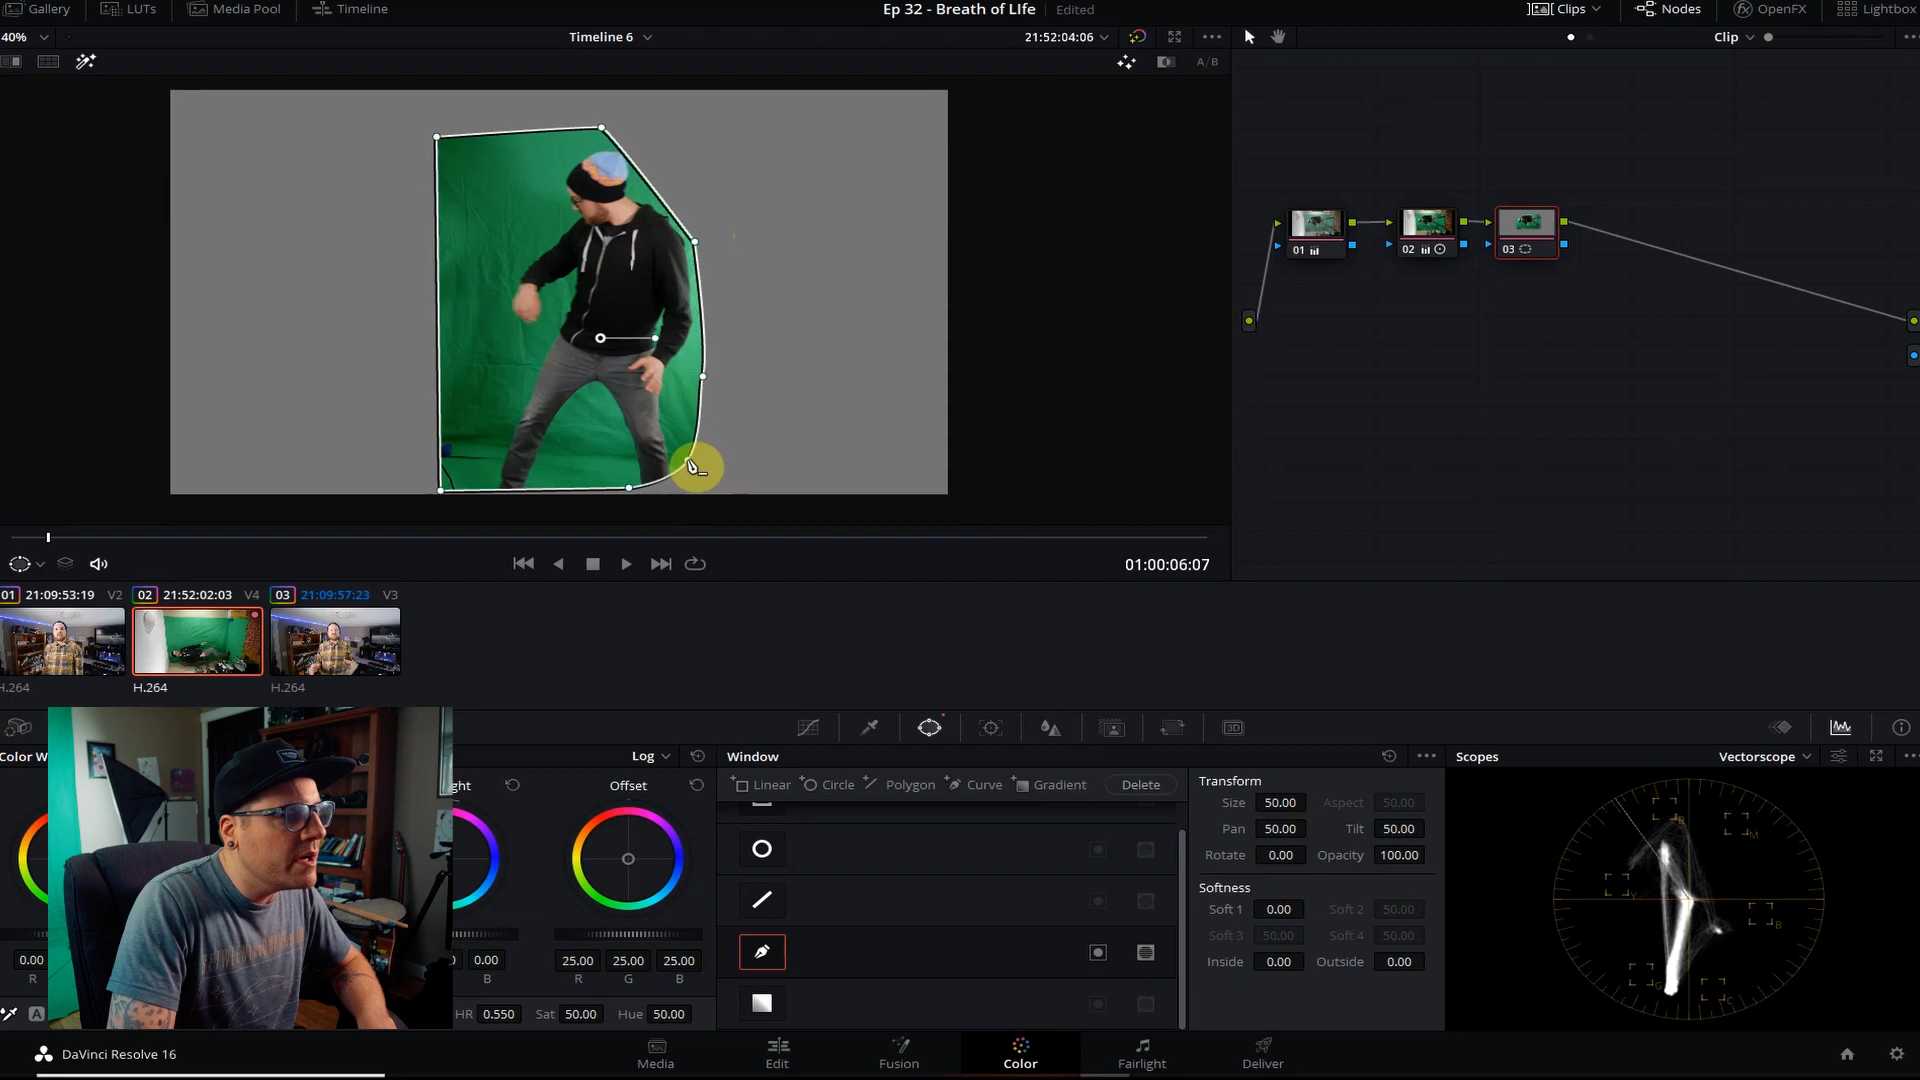 Gallery LUTs Media Pool Timeline Ep 32 - Breath of LIfe Edited Clips Nodes OpenFX Lightbox
40% Timeline 6 21:52:04:06 Clip
A/B
01 02 03
01:00:06:07
01 21:09:53:19 V2 02 21:52:02:03 V4 03 21:09:57:23 V3
H.264 H.264 H.264
Color W Log Window Scopes Vectorscope
ght Offset
Linear Circle Polygon Curve Gradient Delete
Transform
Size 50.00 Aspect 50.00
Pan 50.00 Tilt 50.00
Rotate 0.00 Opacity 100.00
Softness
Soft 1 0.00 Soft 2 50.00
Soft 3 50.00 Soft 4 50.00
Inside 0.00 Outside 0.00
0.00 0.00 25.00 25.00 25.00
R B R G B
A HR 0.550 Sat 50.00 Hue 50.00
R M B C G Y
3D
DaVinci Resolve 16
Media Edit Fusion Color Fairlight Deliver